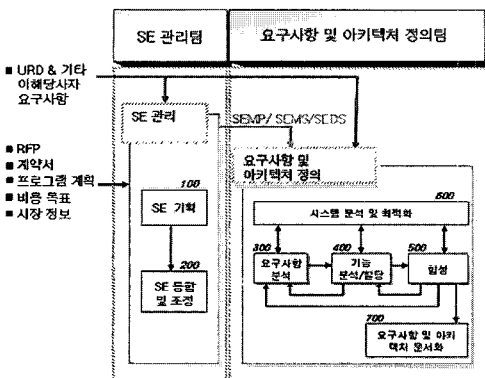 SE 관리팀
요구사항 및 아키텍처 정의팀
■ URD & 기타
이해당사자
요구사항
SE 관리
SEMP/ SEMS/SEDS
요구사항 및
아키텍처 정의
■ RFP
■ 계약서
■ 프로그램 계획
■ 비용 목표
■ 시장 정보
100
SE 기획
200
SE 통합
및 조정
600
시스템 분석 및 최적화
300
요구사항
분석
400
기능
분석/할당
500
합성
700
요구사항 및 아키
텍처 문서화